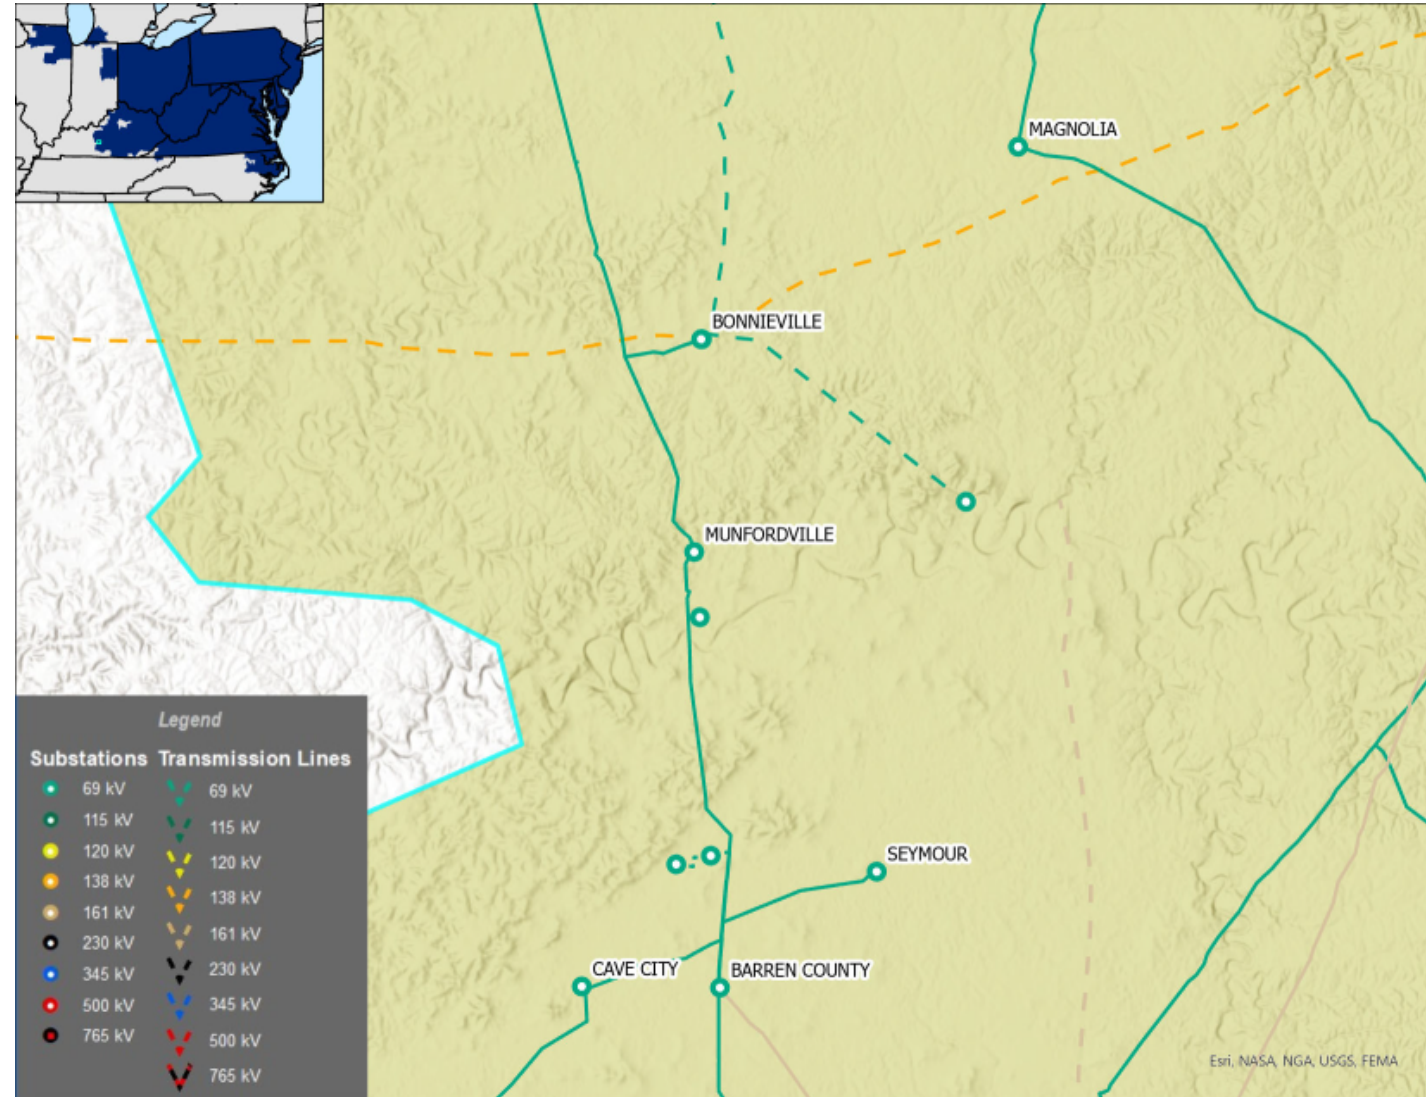 MAGNOLIA
BONNIEVILLE
MUNFORDVILLE
SEYMOUR
CAVE CITY
BARREN COUNTY
Legend
Substations Transmission Lines
69 kV 69 kV
115 kV 115 kV
120 kV 120 kV
138 kV 138 kV
161 kV 161 kV
230 kV 230 kV
345 kV 345 kV
500 kV 500 kV
765 kV 765 kV
Esri, NASA, NGA, USGS, FEMA